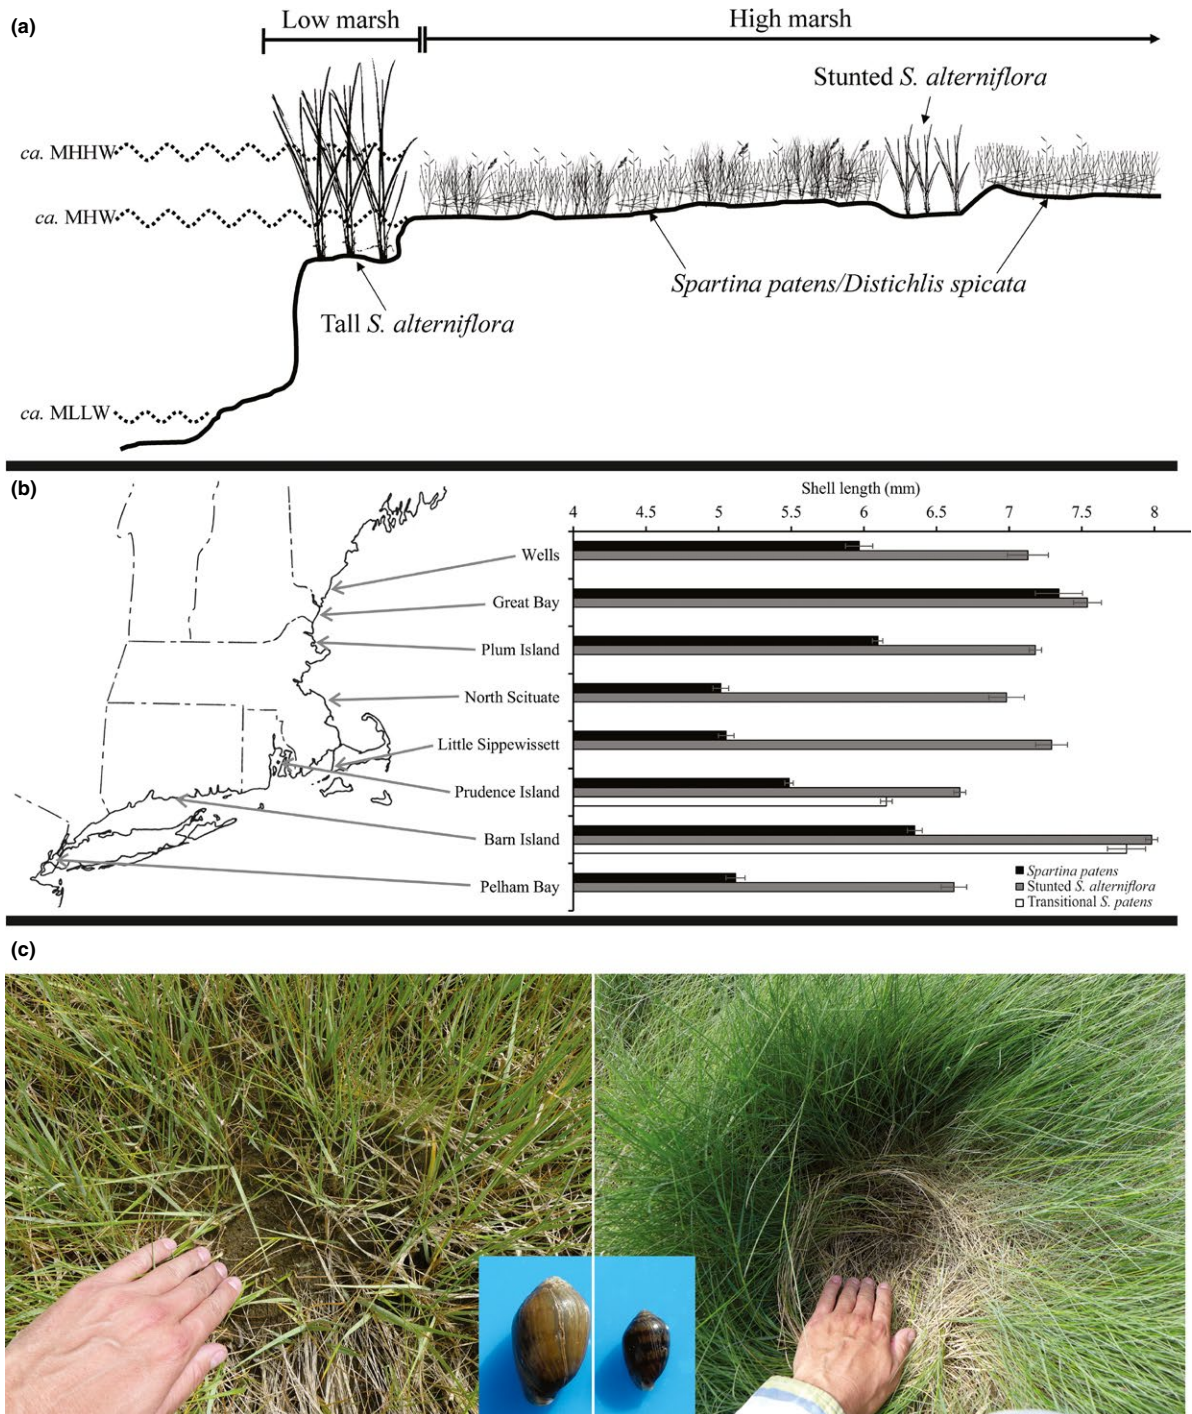 (a)
Low marsh
High marsh
Stunted S. alterniflora
ca. MHHW
ca. MHW
Spartina patens/Distichlis spicata
Tall S. alterniflora
ca. MLLW
(b)
Shell length (mm)
4 4.5 5 5.5 6 6.5 7 7.5 8
Wells
Great Bay
Plum Island
North Scituate
Little Sippewissett
Prudence Island
Barn Island
Pelham Bay
Spartina patens
Stunted S. alterniflora
Transitional S. patens
(c)